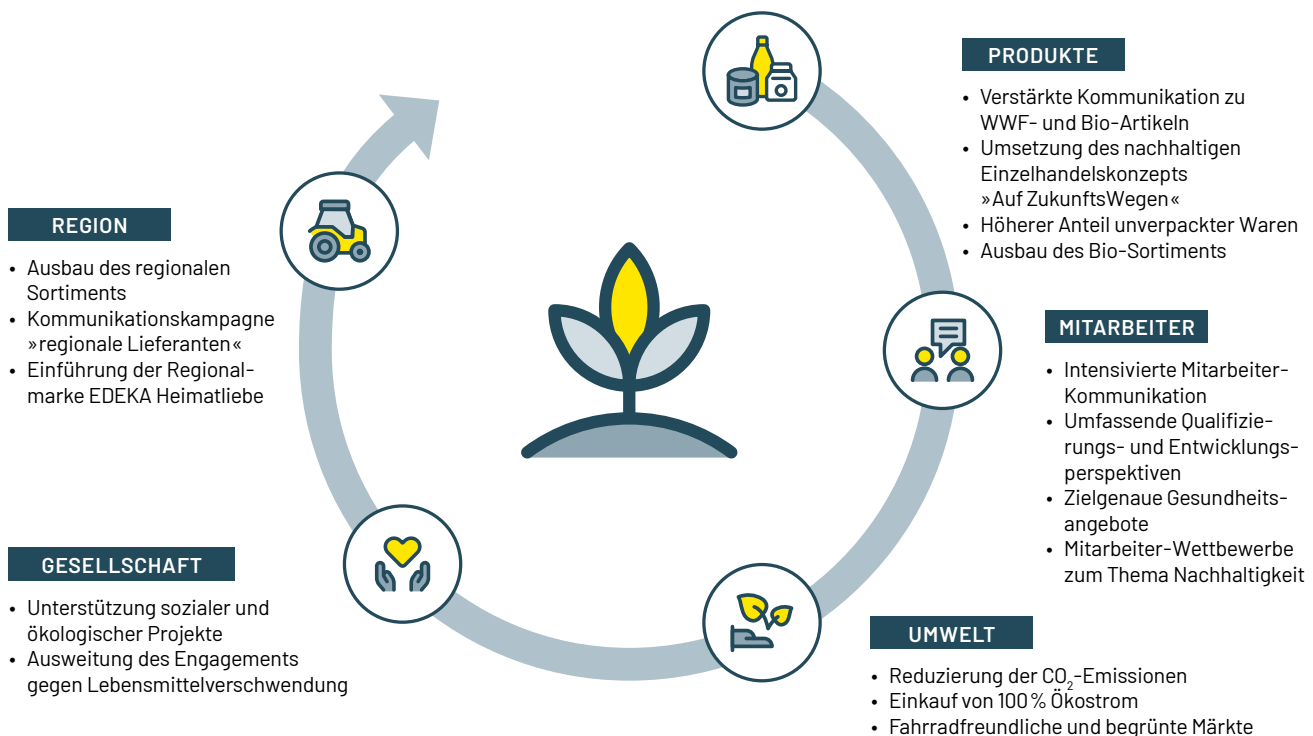 PRODUKTE
• Verstärkte Kommunikation zu
WWF- und Bio-Artikeln
• Umsetzung des nachhaltigen
Einzelhandelskonzepts
»Auf ZukunftsWegen«
• Höherer Anteil unverpackter Waren
• Ausbau des Bio-Sortiments
MITARBEITER
• Intensivierte Mitarbeiter-
Kommunikation
• Umfassende Qualifizie-
rungs- und Entwicklungs-
perspektiven
• Zielgenaue Gesundheits-
angebote
• Mitarbeiter-Wettbewerbe
zum Thema Nachhaltigkeit
UMWELT
• Reduzierung der CO₂-Emissionen
• Einkauf von 100 % Ökostrom
• Fahrradfreundliche und begrünte Märkte
GESELLSCHAFT
• Unterstützung sozialer und
ökologischer Projekte
• Ausweitung des Engagements
gegen Lebensmittelverschwendung
REGION
• Ausbau des regionalen
Sortiments
• Kommunikationskampagne
»regionale Lieferanten«
• Einführung der Regional-
marke EDEKA Heimatliebe